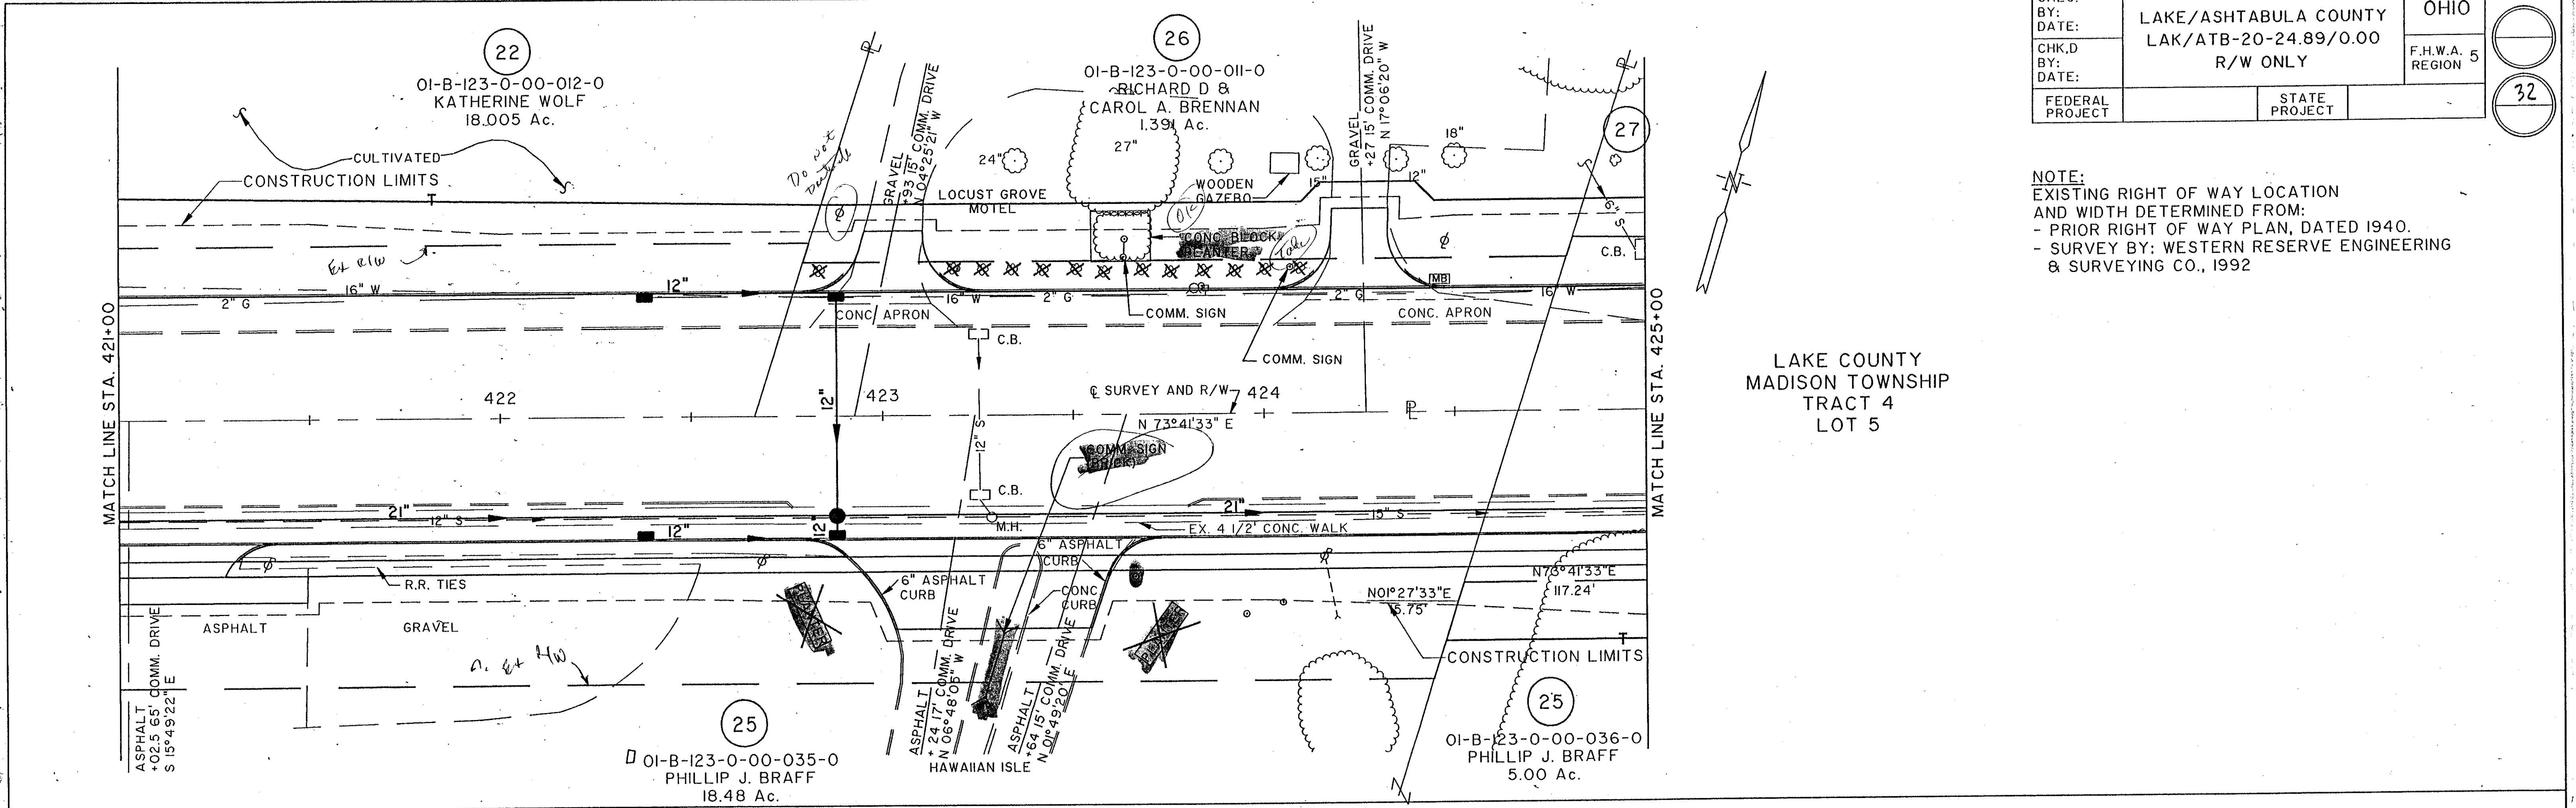 BY:
DATE:
CHK,D
BY:
DATE:
FEDERAL
PROJECT
LAKE/ASHTABULA COUNTY
LAK/ATB-20-24.89/0.00
R/W ONLY
STATE
PROJECT
OHIO
F.H.W.A.
REGION 5
32
22
01-B-123-0-00-012-0
KATHERINE WOLF
18.005 Ac.
CULTIVATED
CONSTRUCTION LIMITS
T
Ex R/W
Do not
26
01-B-123-0-00-011-0
RICHARD D &
CAROL A. BRENNAN
1.391 Ac.
27"
24"
18"
15"
12"
27
6" S
C.B.
GRAVEL
+93 15' COMM. DRIVE
N 04°25'21" W
GRAVEL
+27 15' COMM. DRIVE
N 17°06'20" W
LOCUST GROVE
MOTEL
WOODEN
GAZEBO
CONC. BLOCK
PLANTER
Take
MB
2" G
16" W
12"
16" W
2" G
2" G
16" W
CONC. APRON
COMM. SIGN
CONC. APRON
C.B.
COMM. SIGN
MATCH LINE STA. 421+00
MATCH LINE STA. 425+00
422
423
424
℄ SURVEY AND R/W
N 73°41'33" E
12"
12" S
COMM. SIGN
(BRICK)
C.B.
M.H.
21"
12" S
21"
15" S
12"
12"
EX. 4 1/2' CONC. WALK
6" ASPHALT
CURB
R.R. TIES
6" ASPHALT
CURB
CONC.
CURB
ASPHALT
GRAVEL
N01°27'33"E
5.75'
N73°41'33"E
117.24'
T
CONSTRUCTION LIMITS
ASPHALT
+02.5 65' COMM. DRIVE
S 15°49'22" E
ASPHALT
+24 17' COMM. DRIVE
N 06°48'05" W
ASPHALT
+64 15' COMM. DRIVE
N 01°49'20" E
HAWAIIAN ISLE
25
01-B-123-0-00-035-0
PHILLIP J. BRAFF
18.48 Ac.
25
01-B-123-0-00-036-0
PHILLIP J. BRAFF
5.00 Ac.
N
NOTE:
EXISTING RIGHT OF WAY LOCATION
AND WIDTH DETERMINED FROM:
- PRIOR RIGHT OF WAY PLAN, DATED 1940.
- SURVEY BY: WESTERN RESERVE ENGINEERING
& SURVEYING CO., 1992
LAKE COUNTY
MADISON TOWNSHIP
TRACT 4
LOT 5